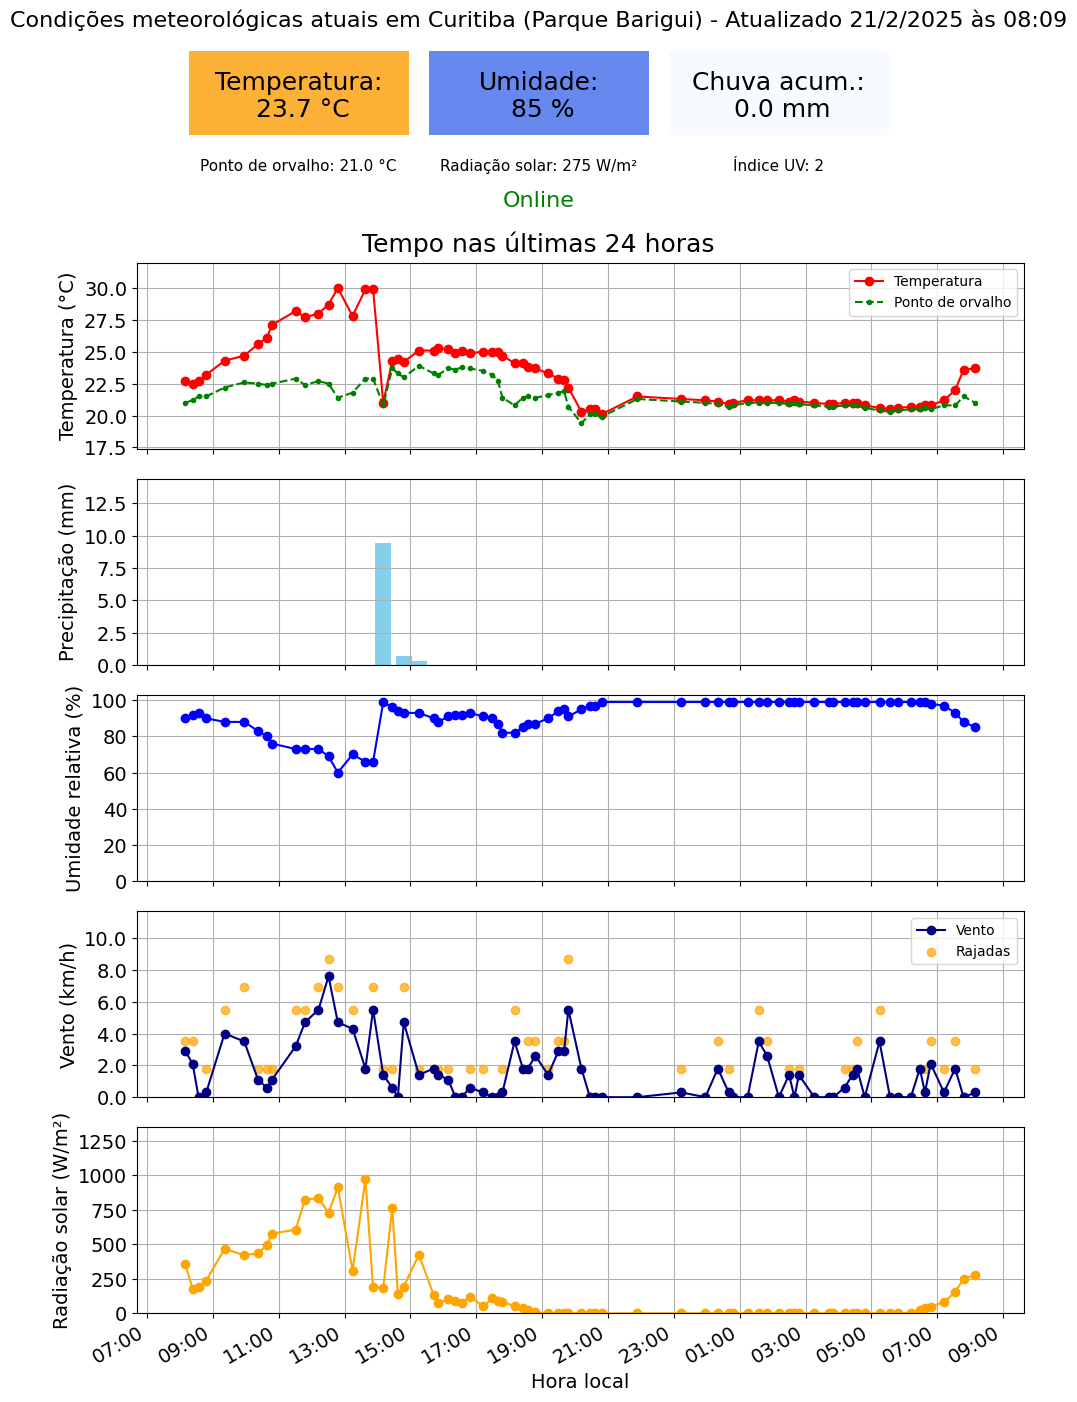 Condições meteorológicas atuais em Curitiba (Parque Barigui) - Atualizado 21/2/2025 às 08:09
Temperatura:
23.7 °C
Umidade:
85 %
Chuva acum.:
0.0 mm
Ponto de orvalho: 21.0 °C
Radiação solar: 275 W/m²
Índice UV: 2
Online
Tempo nas últimas 24 horas
Temperatura (°C)
30.0
27.5
25.0
22.5
20.0
17.5
Temperatura
Ponto de orvalho
Precipitação (mm)
12.5
10.0
7.5
5.0
2.5
0.0
Umidade relativa (%)
100
80
60
40
20
0
Vento (km/h)
10.0
8.0
6.0
4.0
2.0
0.0
Vento
Rajadas
Radiação solar (W/m²)
1250
1000
750
500
250
0
07:00
09:00
11:00
13:00
15:00
17:00
19:00
21:00
23:00
01:00
03:00
05:00
07:00
09:00
Hora local